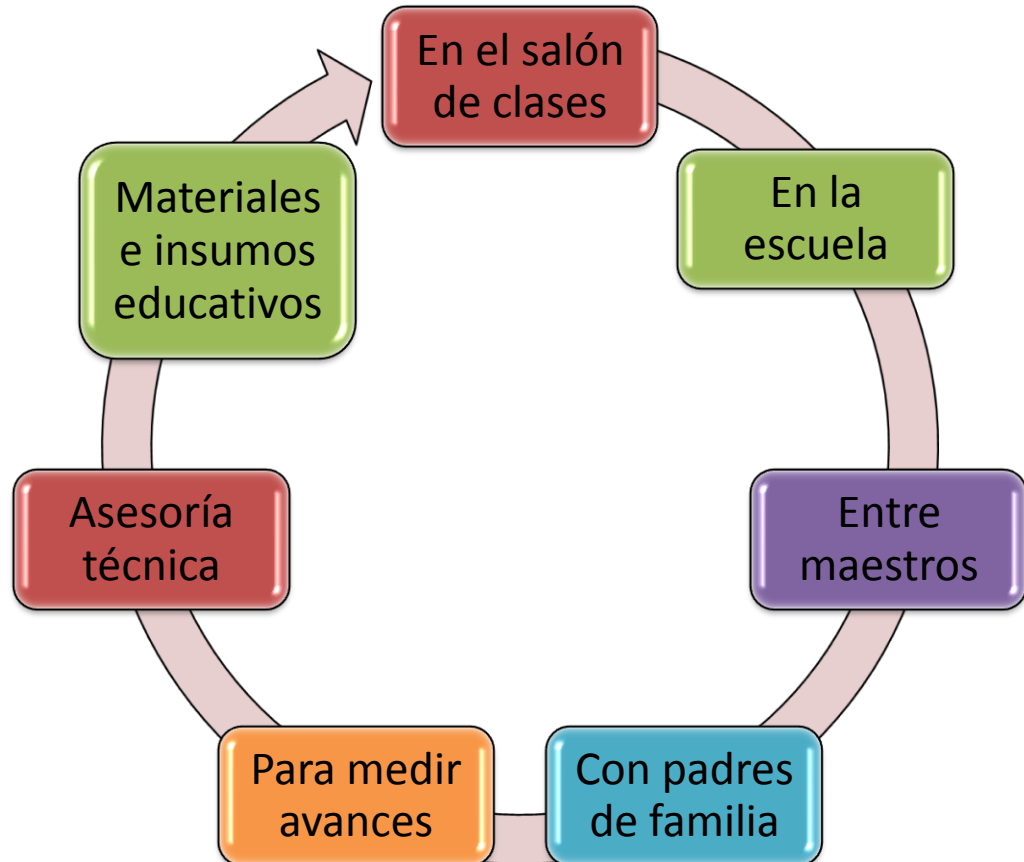 En el salón
de clases
En la
escuela
Entre
maestros
Con padres
de familia
Para medir
avances
Asesoría
técnica
Materiales
e insumos
educativos